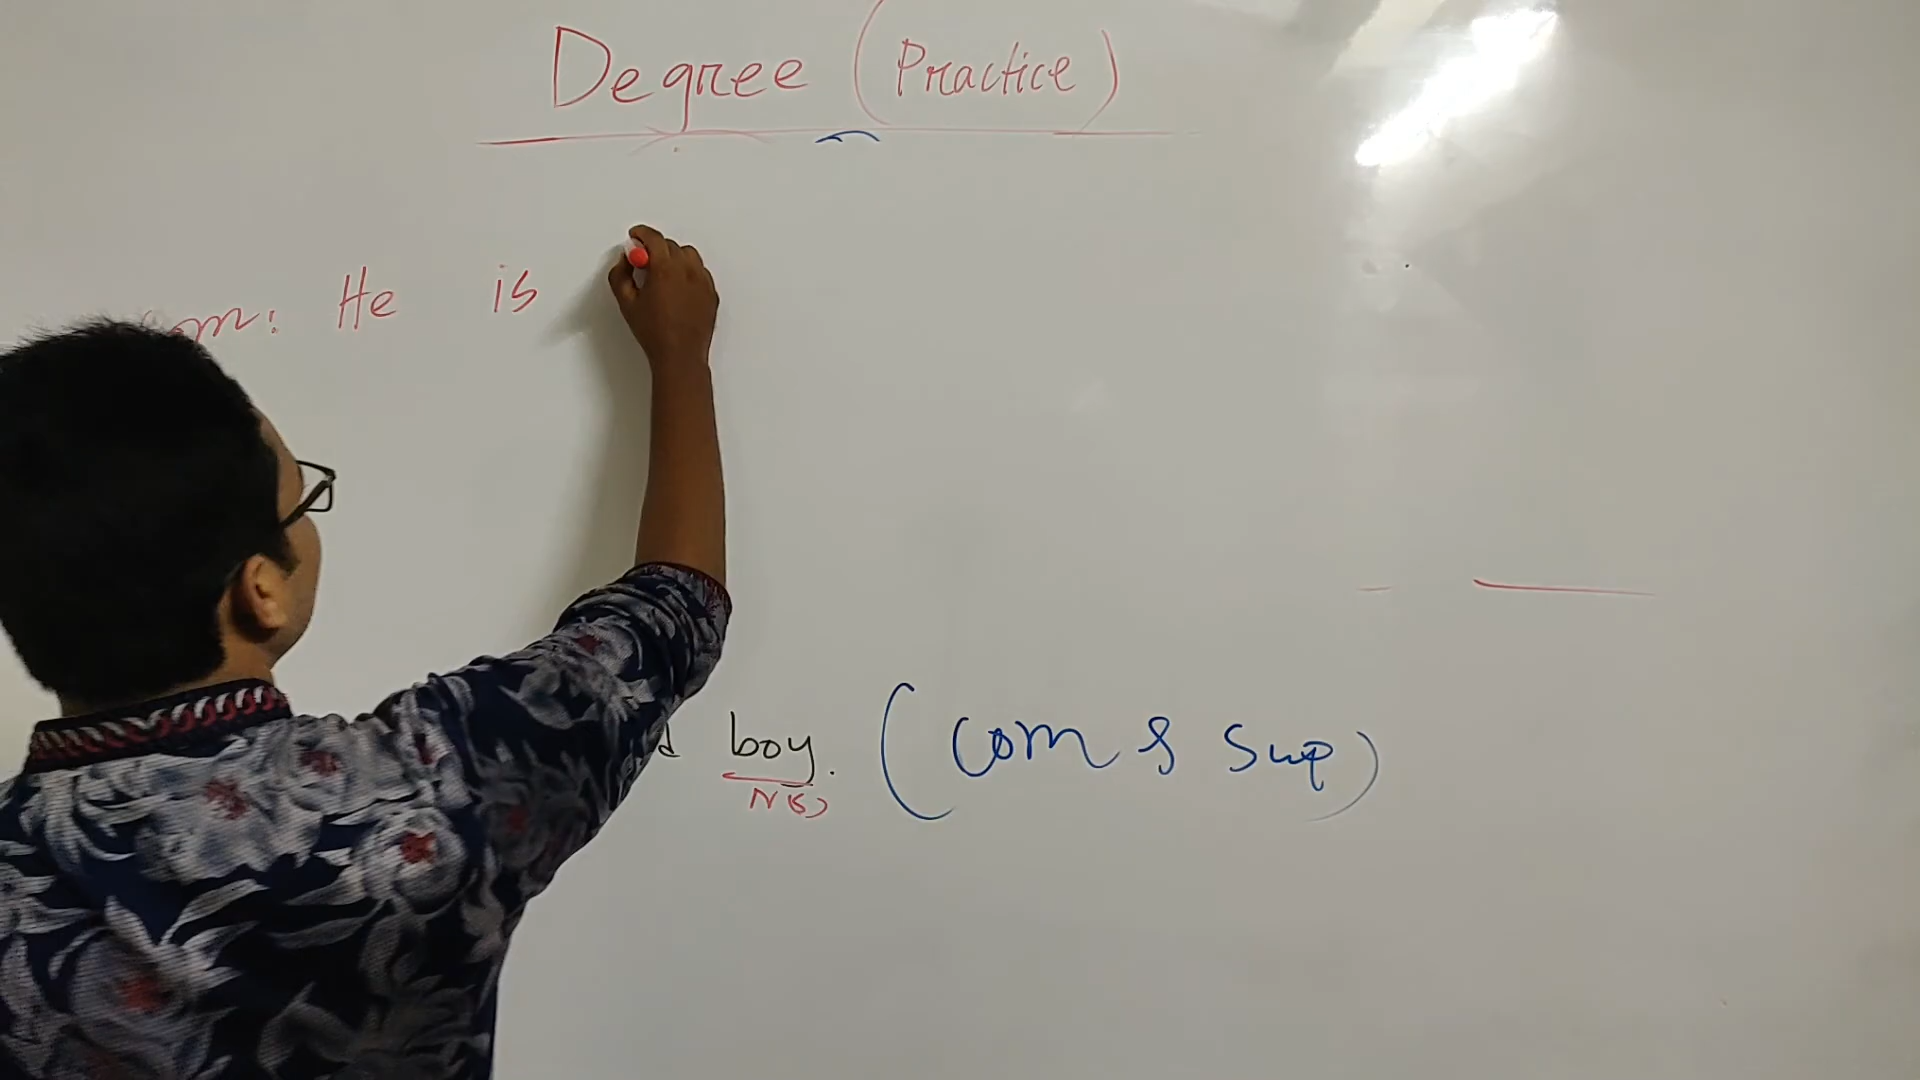 Degree (Practice)
He is
boy. (com & Sup)
N(S)